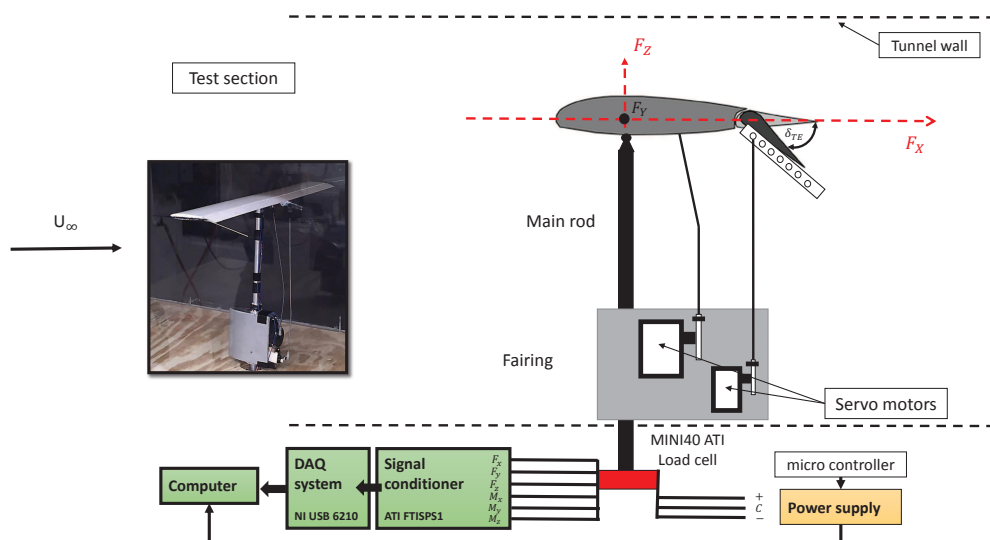 Tunnel wall
Test section
F_Z
F_Y
δ_TE
F_X
U∞
Main rod
Fairing
Servo motors
MINI40 ATI
Load cell
micro controller
Computer
DAQ
system
NI USB 6210
Signal
conditioner
ATI FTISPS1
F_x
F_y
F_z
M_x
M_y
M_z
+
C
−
Power supply